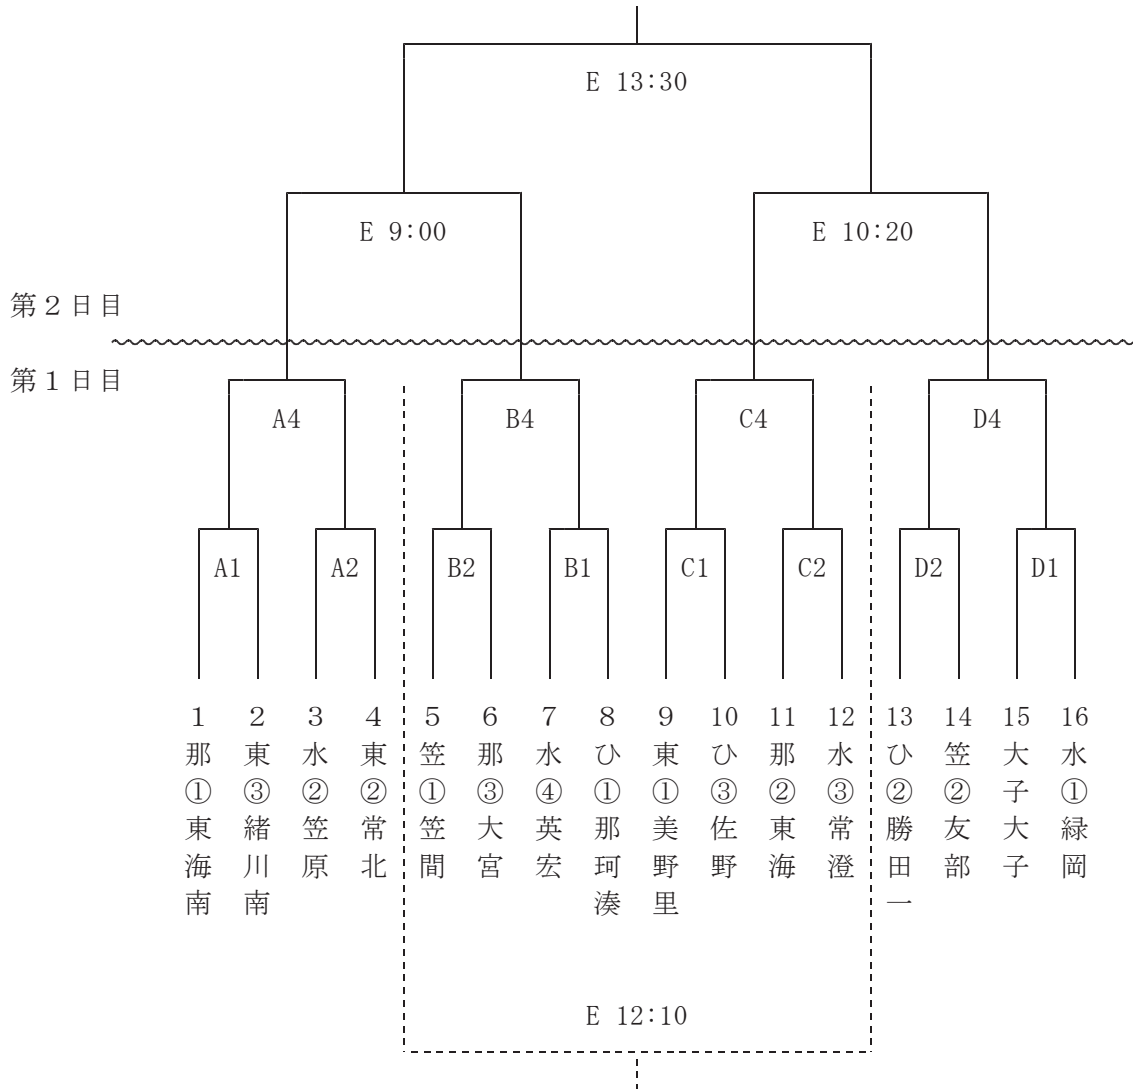 E 13:30
E 9:00
E 10:20
第２日目
第１日目
A4
B4
C4
D4
A1
A2
B2
B1
C1
C2
D2
D1
1 那①東海南
2 東③緒川南
3 水②笠原
4 東②常北
5 笠①笠間
6 那③大宮
7 水④英宏
8 ひ①那珂湊
9 東①美野里
10 ひ③佐野
11 那②東海
12 水③常澄
13 ひ②勝田一
14 笠②友部
15 大子大子
16 水①緑岡
E 12:10